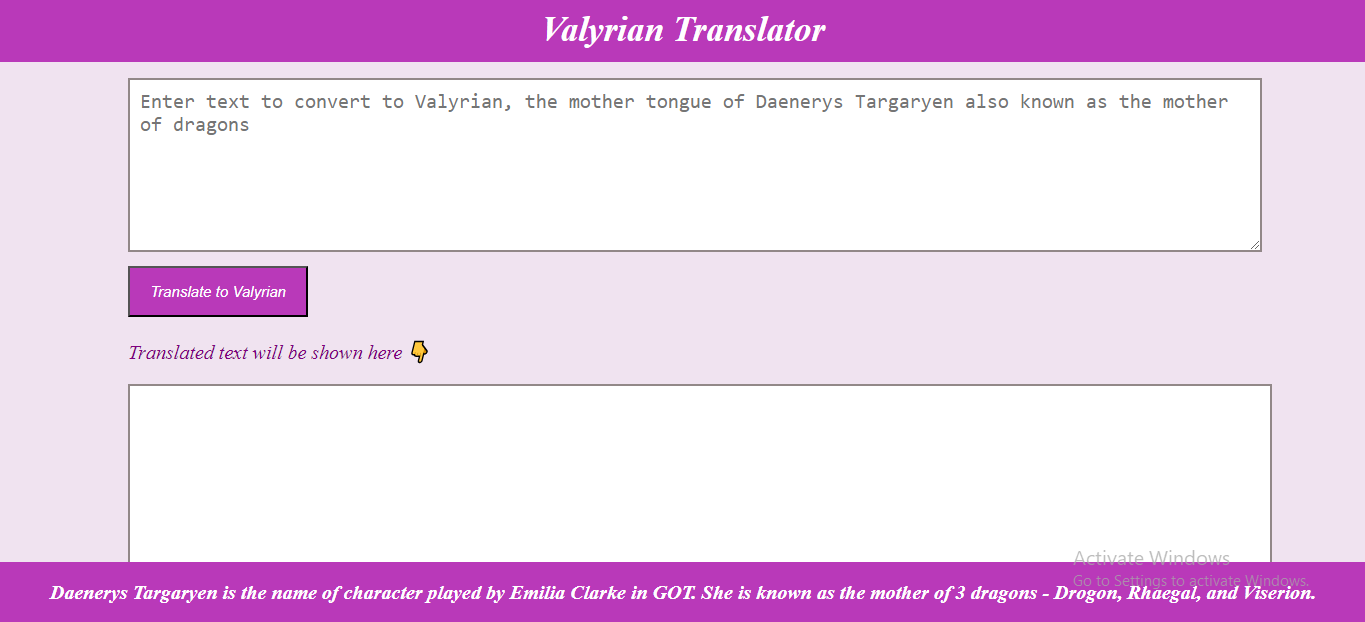 Valyrian Translator
Enter text to convert to Valyrian, the mother tongue of Daenerys Targaryen also known as the mother
of dragons
Translate to Valyrian
Translated text will be shown here 👇
Activate Windows
Go to Settings to activate Windows.
Daenerys Targaryen is the name of character played by Emilia Clarke in GOT. She is known as the mother of 3 dragons - Drogon, Rhaegal, and Viserion.